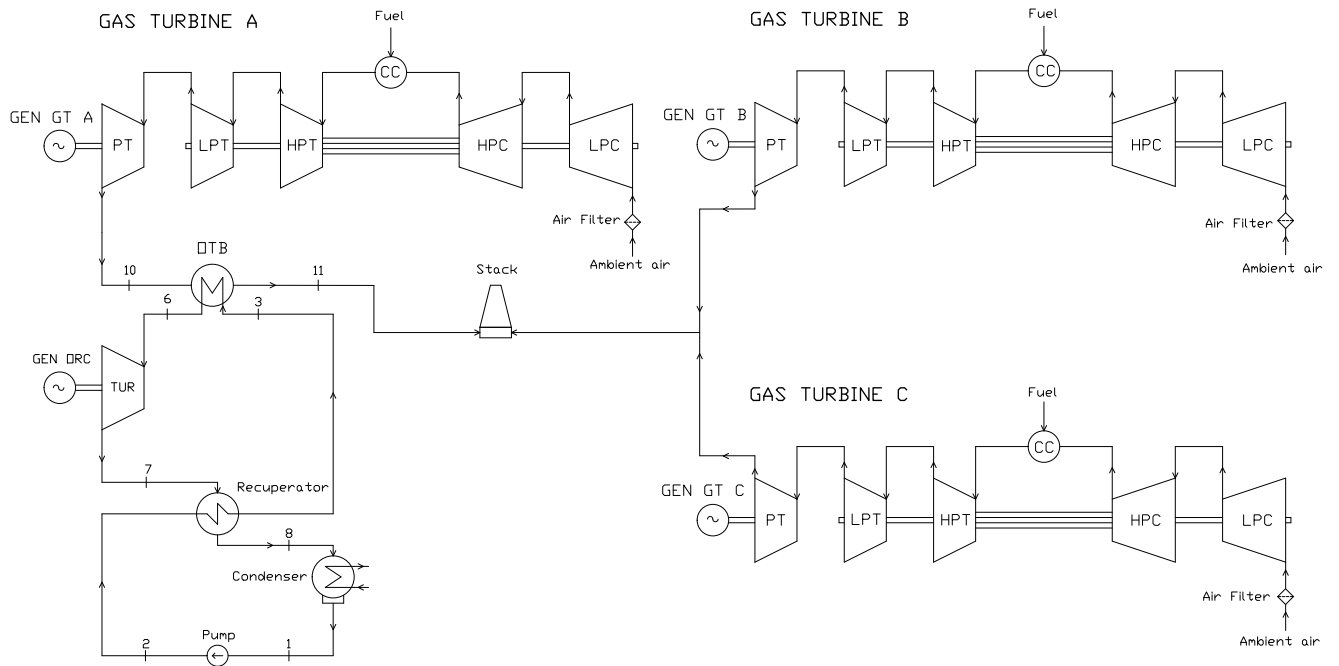 GAS TURBINE A
Fuel
CC
GEN GT A
~
PT
LPT
HPT
HPC
LPC
Air Filter
Ambient air
GAS TURBINE B
Fuel
CC
GEN GT B
~
PT
LPT
HPT
HPC
LPC
Air Filter
Ambient air
OTB
10
11
6
3
Stack
GEN ORC
~
TUR
7
Recuperator
8
Condenser
Pump
2
1
GAS TURBINE C
Fuel
CC
GEN GT C
~
PT
LPT
HPT
HPC
LPC
Air Filter
Ambient air